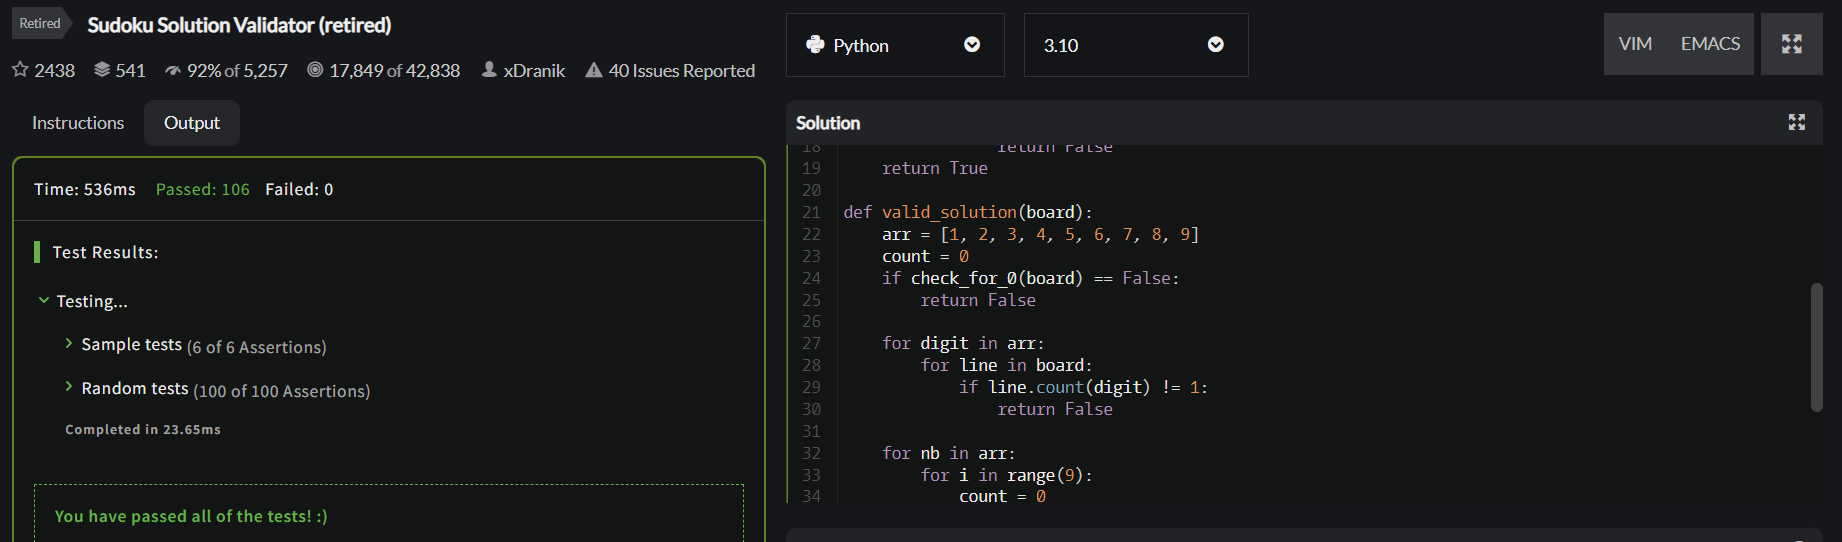 Retired
Sudoku Solution Validator (retired)
2438 541 92% of 5,257 17,849 of 42,838 xDranik 40 Issues Reported
Instructions Output
Time: 536ms Passed: 106 Failed: 0
Test Results:
Testing...
Sample tests (6 of 6 Assertions)
Random tests (100 of 100 Assertions)
Completed in 23.65ms
You have passed all of the tests! :)
Python 3.10 VIM EMACS
Solution
18 return False
19 return True
20
21 def valid_solution(board):
22 arr = [1, 2, 3, 4, 5, 6, 7, 8, 9]
23 count = 0
24 if check_for_0(board) == False:
25 return False
26
27 for digit in arr:
28 for line in board:
29 if line.count(digit) != 1:
30 return False
31
32 for nb in arr:
33 for i in range(9):
34 count = 0